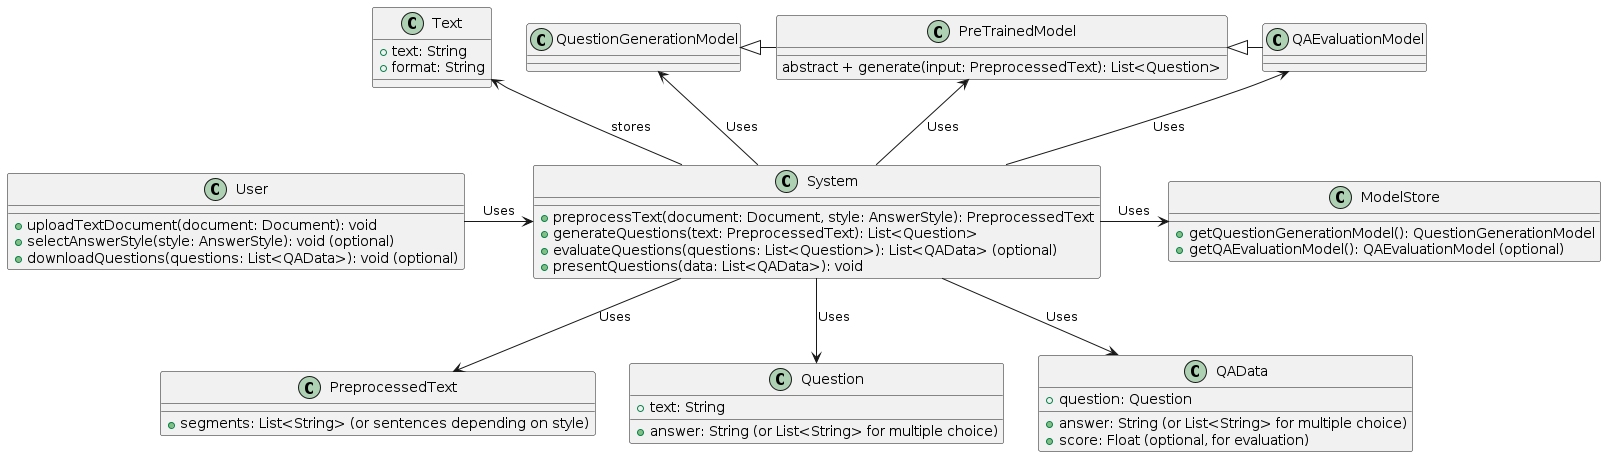 C Text
text: String
format: String
C QuestionGenerationModel
C PreTrainedModel
abstract + generate(input: PreprocessedText): List<Question>
C QAEvaluationModel
stores
Uses
Uses
Uses
C User
uploadTextDocument(document: Document): void
selectAnswerStyle(style: AnswerStyle): void (optional)
downloadQuestions(questions: List<QAData>): void (optional)
Uses
C System
preprocessText(document: Document, style: AnswerStyle): PreprocessedText
generateQuestions(text: PreprocessedText): List<Question>
evaluateQuestions(questions: List<Question>): List<QAData> (optional)
presentQuestions(data: List<QAData>): void
Uses
C ModelStore
getQuestionGenerationModel(): QuestionGenerationModel
getQAEvaluationModel(): QAEvaluationModel (optional)
Uses
Uses
Uses
C PreprocessedText
segments: List<String> (or sentences depending on style)
C Question
text: String
answer: String (or List<String> for multiple choice)
C QAData
question: Question
answer: String (or List<String> for multiple choice)
score: Float (optional, for evaluation)